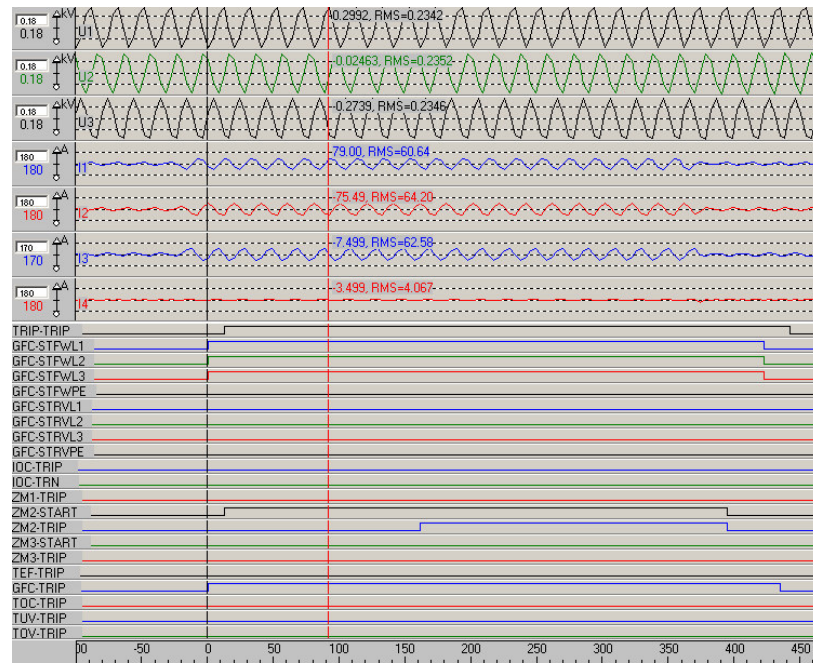 0.18 kV 0.2992, RMS=0.2342
0.18 U1
0.18 kV -0.02463, RMS=0.2352
0.18 U2
0.18 kV -0.2739, RMS=0.2346
0.18 U3
180 A 79.00, RMS=60.64
180 I1
180 A -75.49, RMS=64.20
180 I2
170 A -7.499, RMS=62.58
170 I3
180 A -3.499, RMS=4.067
180 I4
TRIP-TRIP
GFC-STFWL1
GFC-STFWL2
GFC-STFWL3
GFC-STFWPE
GFC-STRVL1
GFC-STRVL2
GFC-STRVL3
GFC-STRVPE
IOC-TRIP
IOC-TRN
ZM1-TRIP
ZM2-START
ZM2-TRIP
ZM3-START
ZM3-TRIP
TEF-TRIP
GFC-TRIP
TOC-TRIP
TUV-TRIP
TOV-TRIP
00 -50 0 50 100 150 200 250 300 350 400 450